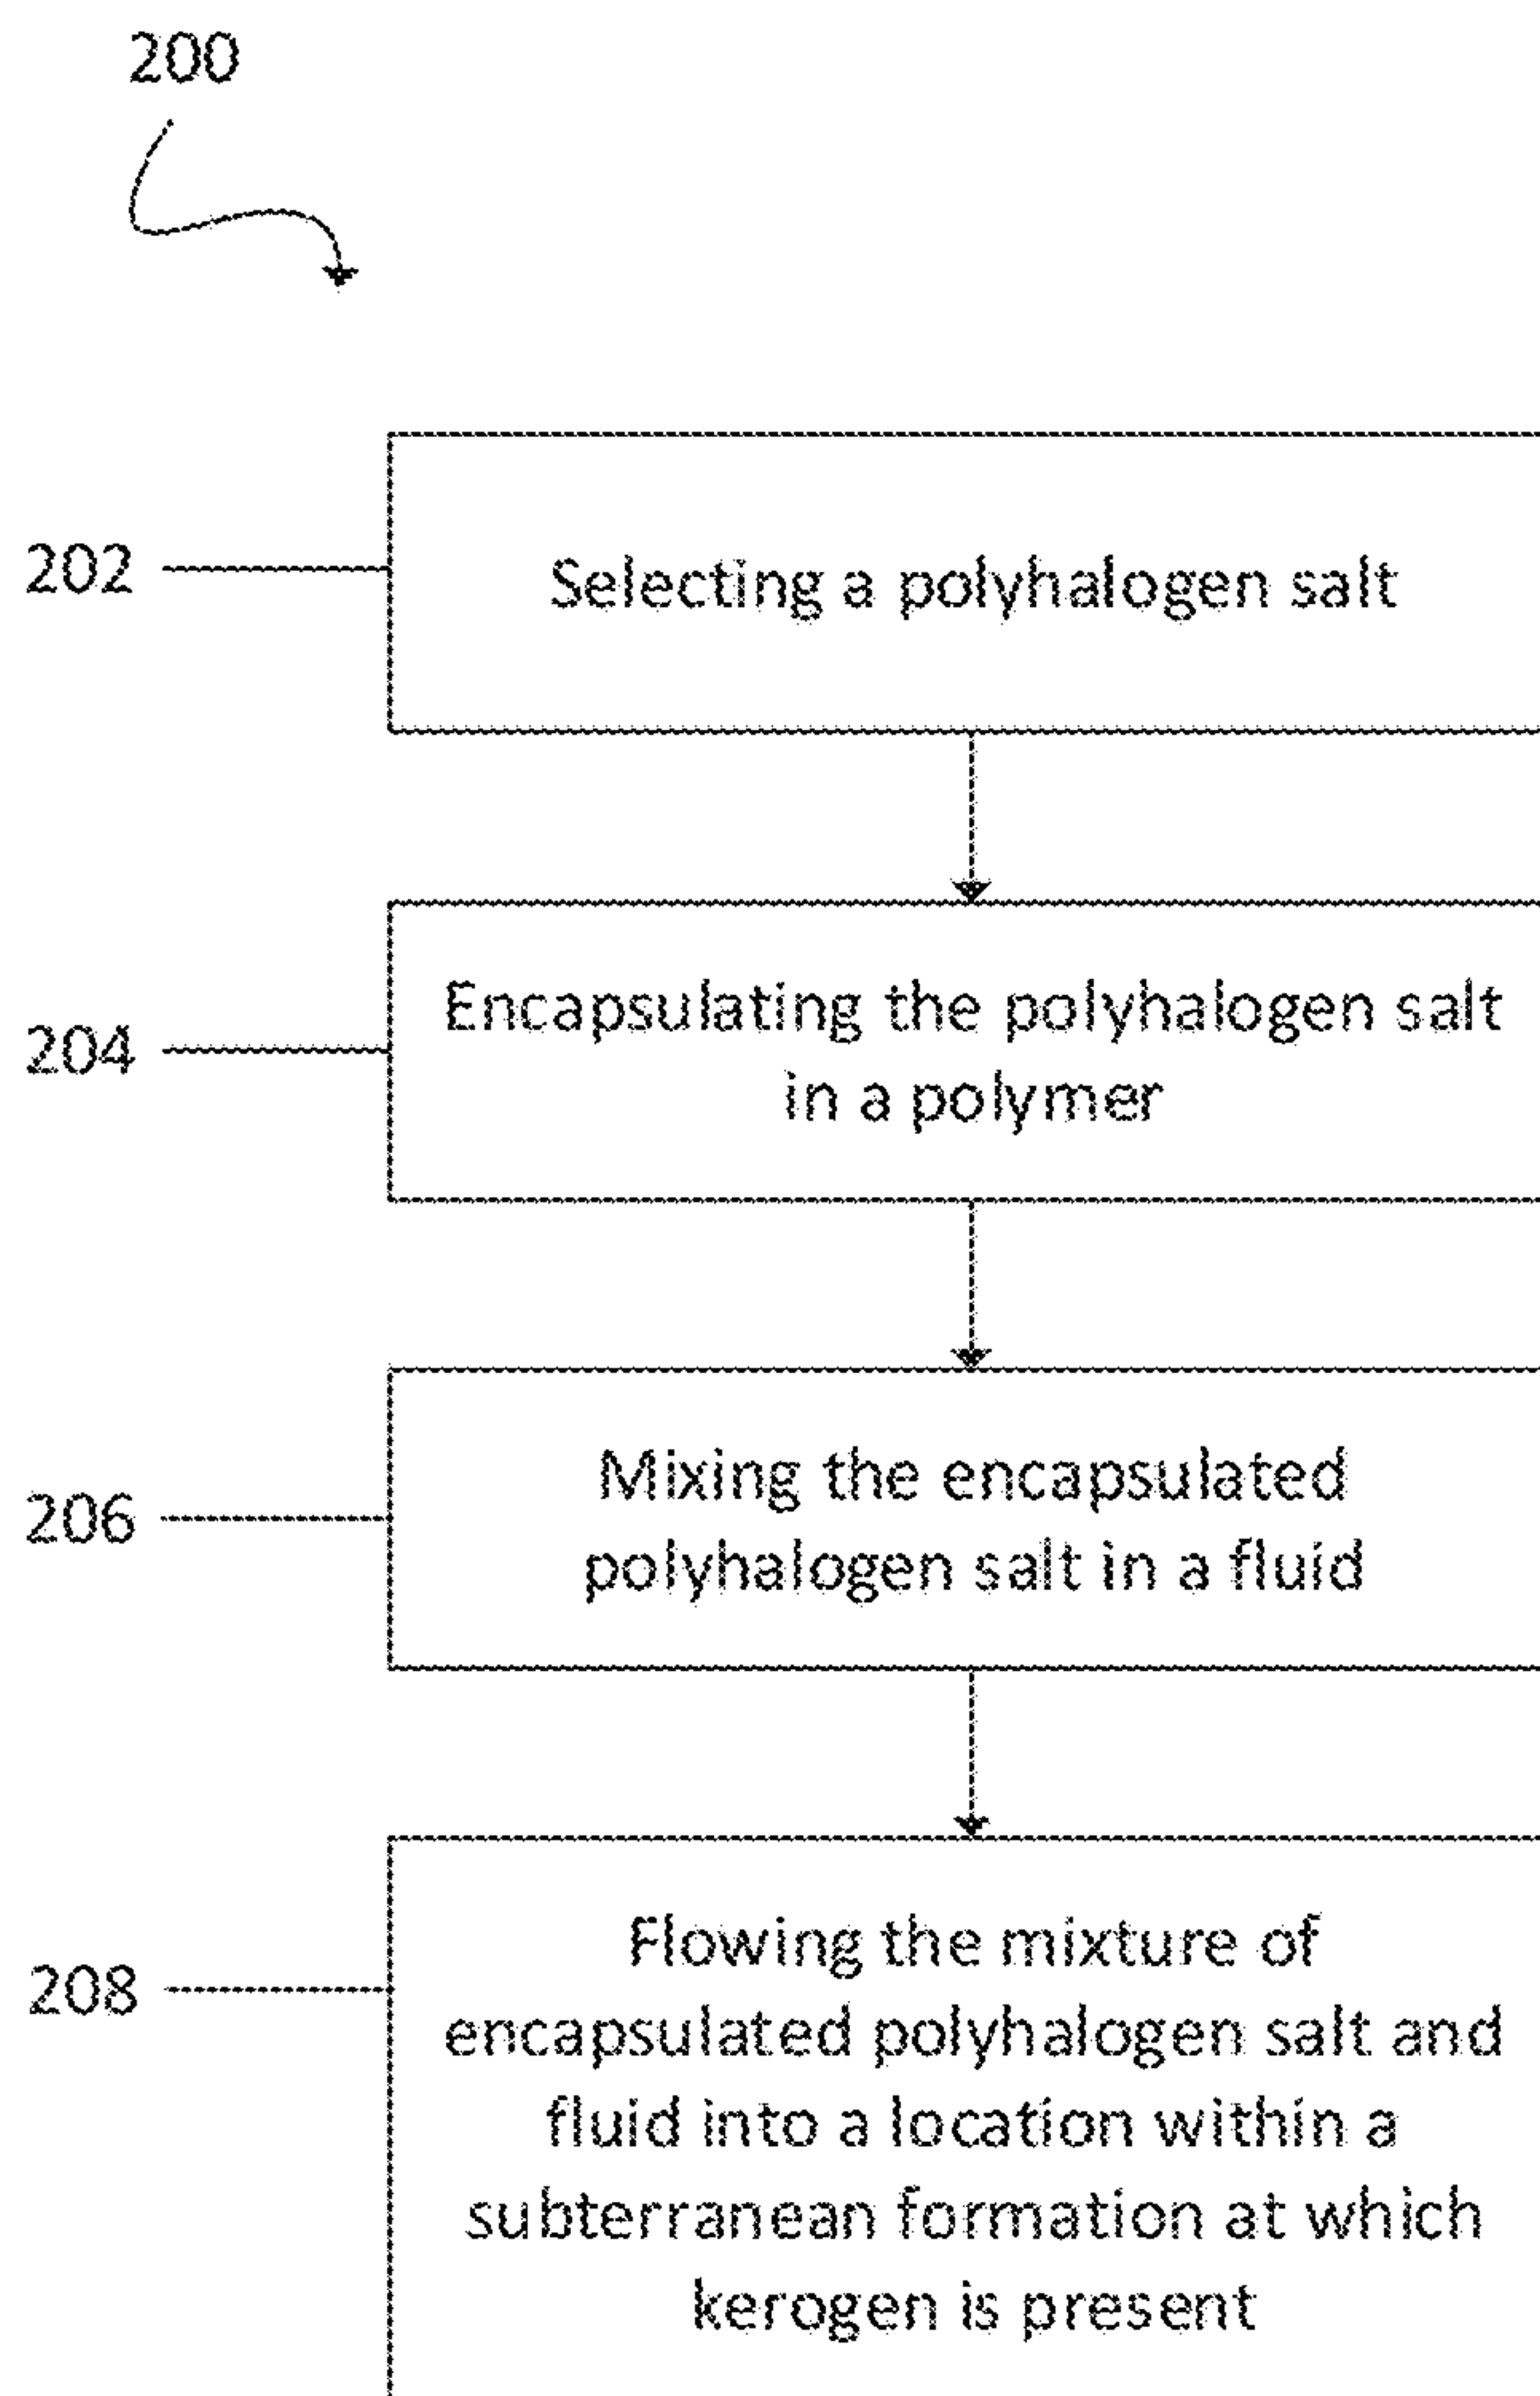 200
202
Selecting a polyhalogen salt
204
Encapsulating the polyhalogen salt
in a polymer
206
Mixing the encapsulated
polyhalogen salt in a fluid
208
Flowing the mixture of
encapsulated polyhalogen salt and
fluid into a location within a
subterranean formation at which
kerogen is present